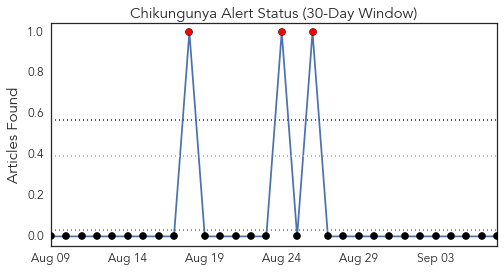 Chikungunya Alert Status (30-Day Window)
Articles Found
1.0
0.8
0.6
0.4
0.2
0.0
Aug 09 Aug 14 Aug 19 Aug 24 Aug 29 Sep 03